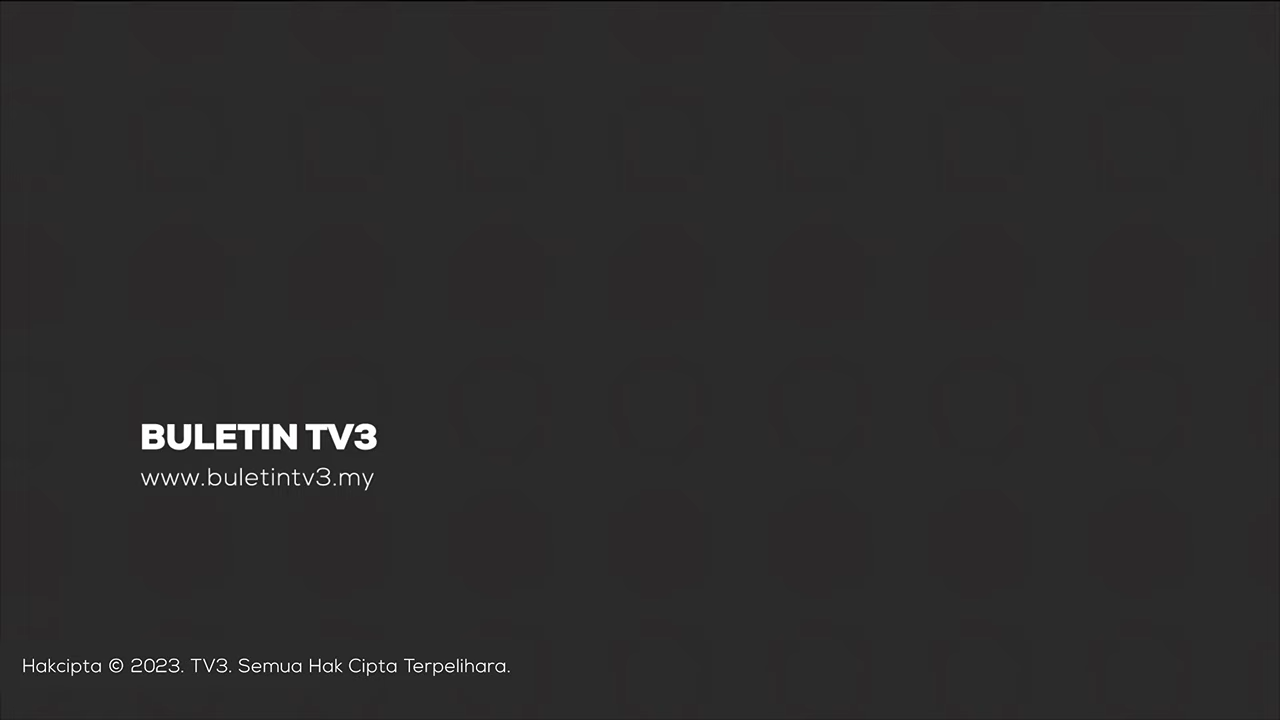 BULETIN TV3
www.buletintv3.my
Hakcipta © 2023. TV3. Semua Hak Cipta Terpelihara.